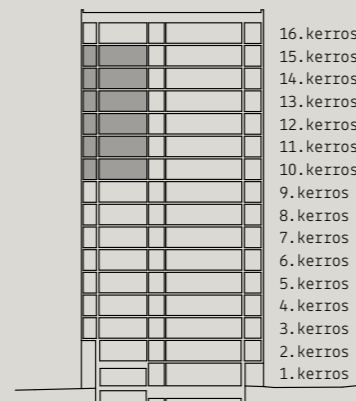 16.kerros
15.kerros
14.kerros
13.kerros
12.kerros
11.kerros
10.kerros
9.kerros
8.kerros
7.kerros
6.kerros
5.kerros
4.kerros
3.kerros
2.kerros
1.kerros